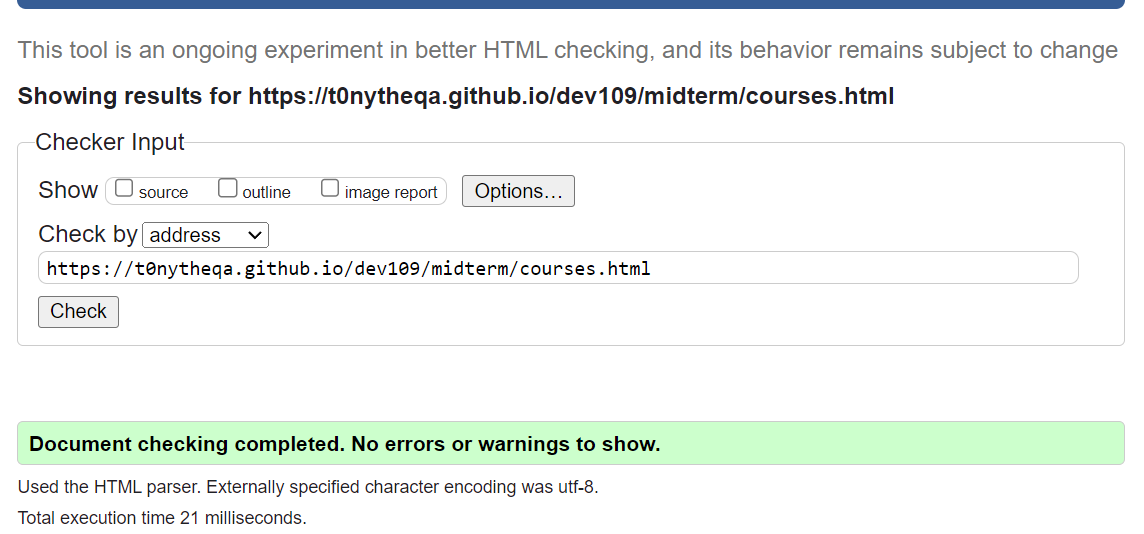 This tool is an ongoing experiment in better HTML checking, and its behavior remains subject to change
Showing results for https://t0nytheqa.github.io/dev109/midterm/courses.html
Checker Input
Show source outline image report Options...
Check by address
https://t0nytheqa.github.io/dev109/midterm/courses.html
Check
Document checking completed. No errors or warnings to show.
Used the HTML parser. Externally specified character encoding was utf-8.
Total execution time 21 milliseconds.